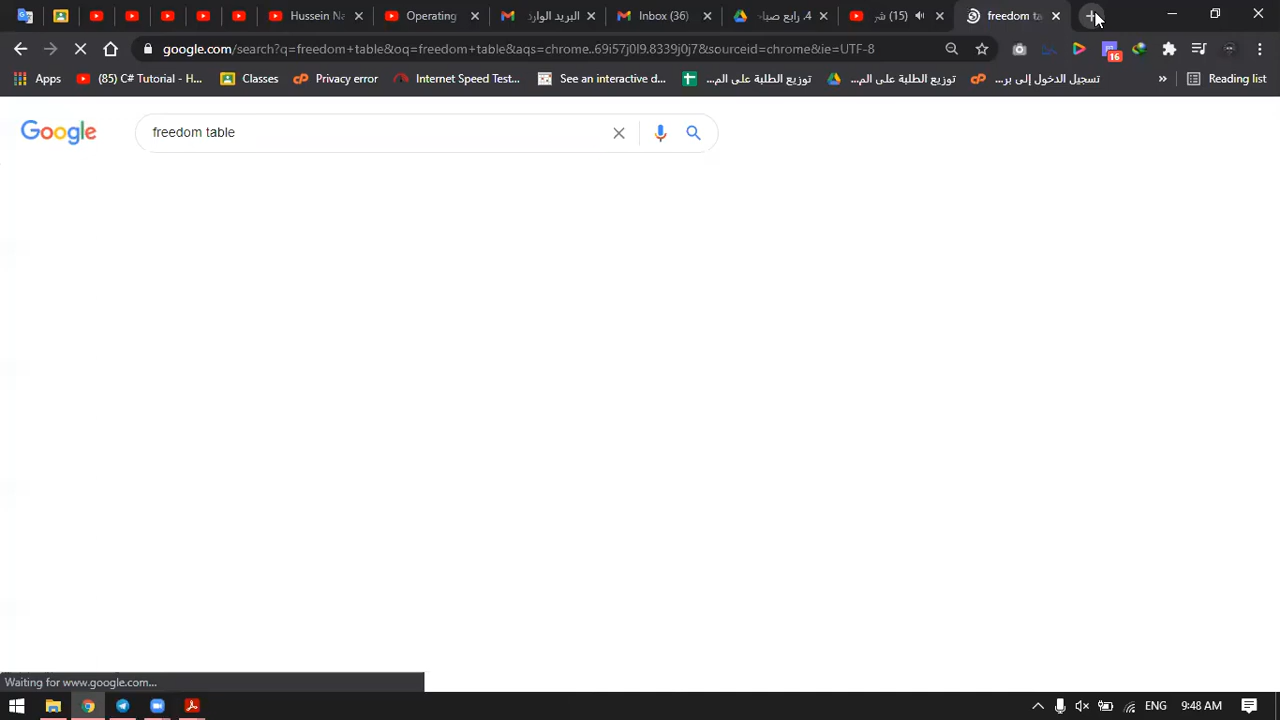 Hussein Na
Operating
البريد الوارد
Inbox (36)
4. رابع صباح
(15) شر
freedom ta
google.com/search?q=freedom+table&oq=freedom+table&aqs=chrome..69i57j0l9.8339j0j7&sourceid=chrome&ie=UTF-8
16
Apps
(85) C# Tutorial - H...
Classes
Privacy error
Internet Speed Test...
See an interactive d...
توزيع الطلبة على الم...
توزيع الطلبة على الم...
تسجيل الدخول إلى بر...
»
Reading list
Google
freedom table
Waiting for www.google.com...
ENG
9:48 AM